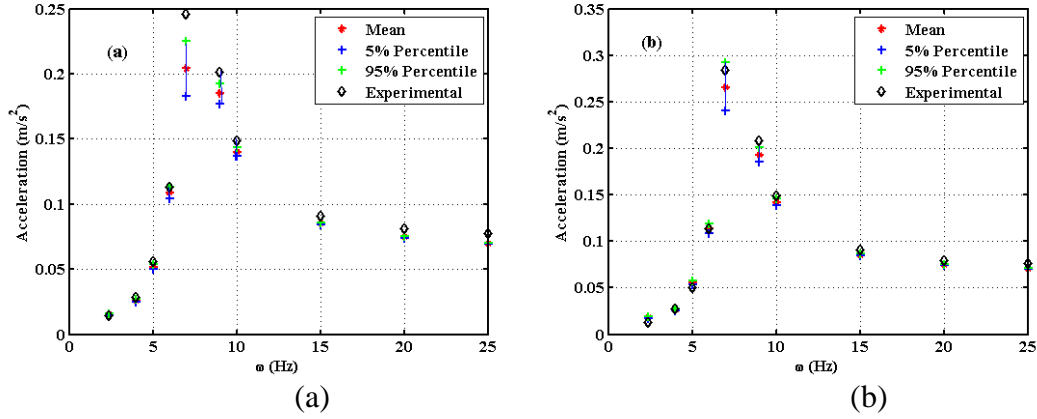 0.25
0.2
0.15
0.1
0.05
0
0 5 10 15 20 25
Acceleration (m/s²)
ω (Hz)
(a)
Mean
5% Percentile
95% Percentile
Experimental
(a)
0.35
0.3
0.25
0.2
0.15
0.1
0.05
0
0 5 10 15 20 25
Acceleration (m/s²)
ω (Hz)
(b)
Mean
5% Percentile
95% Percentile
Experimental
(b)